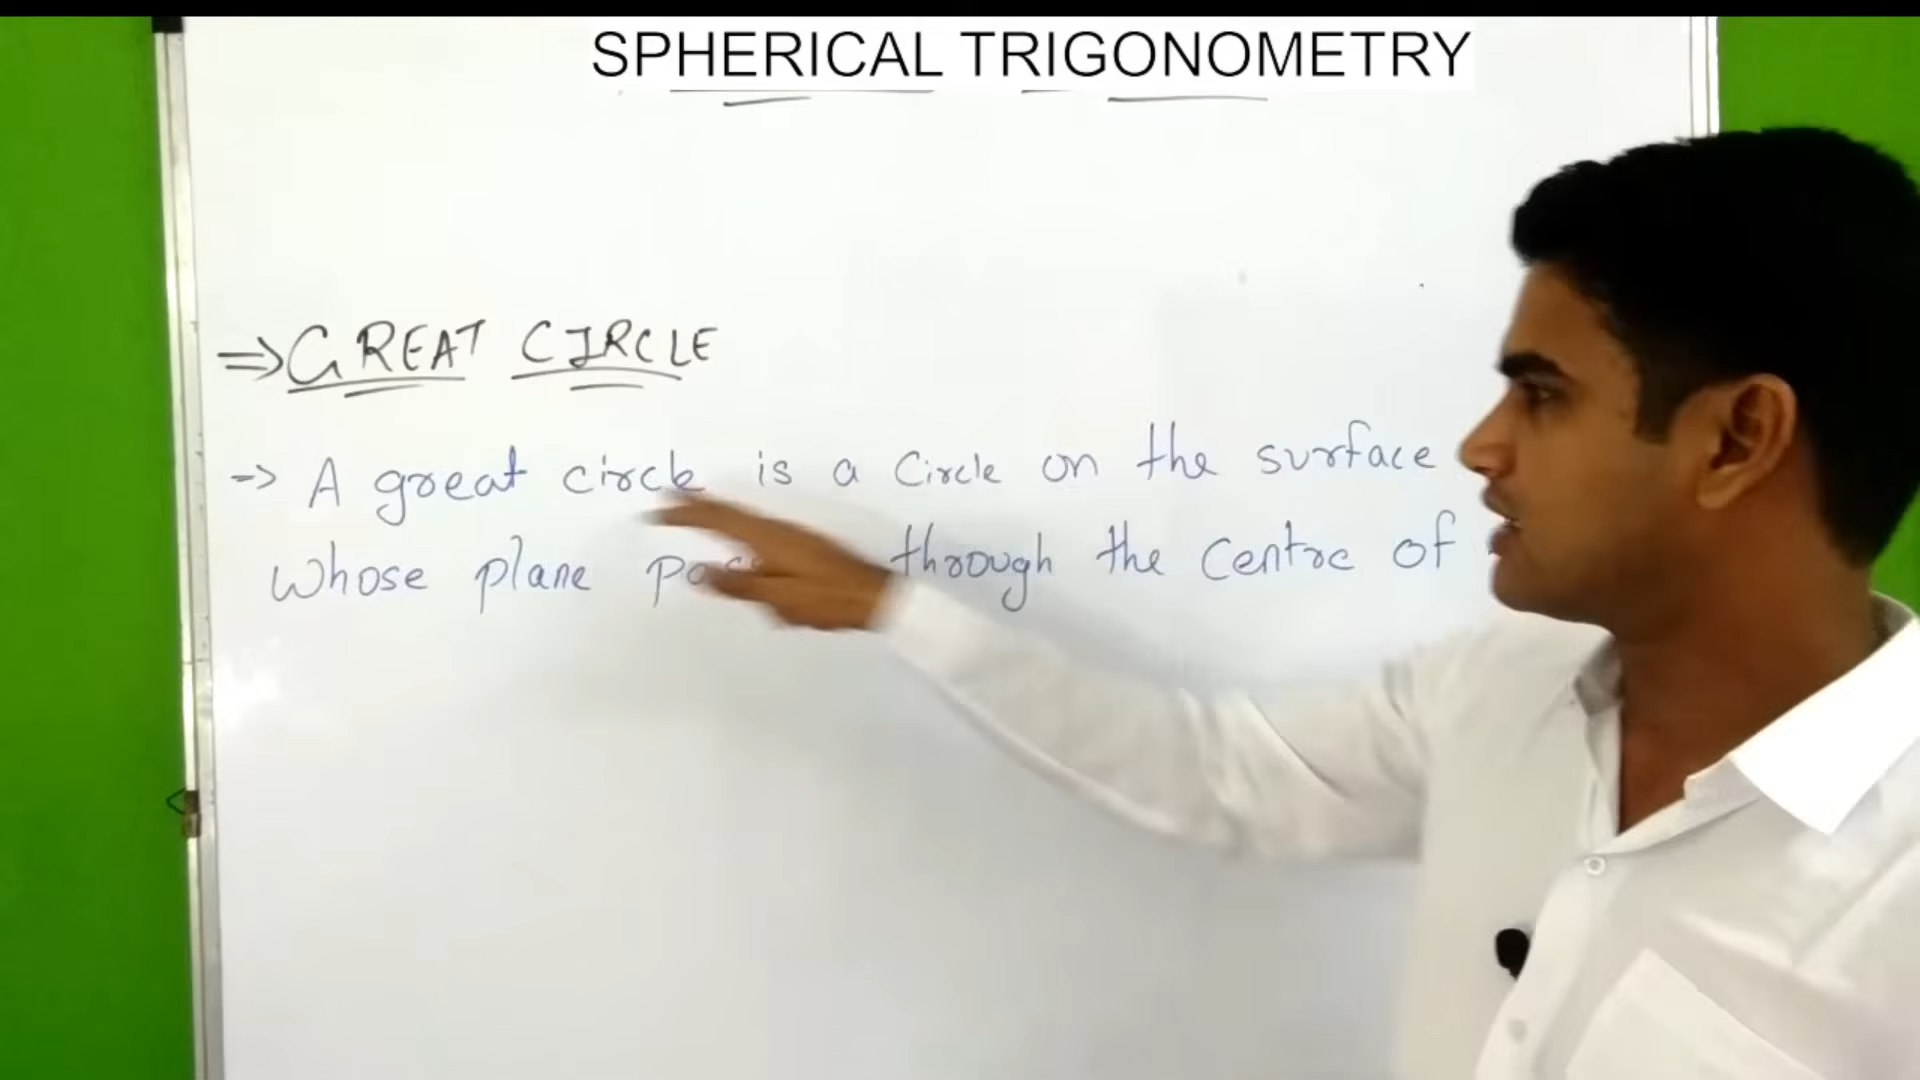 SPHERICAL TRIGONOMETRY
⇒ GREAT CIRCLE
-> A great circle is a circle on the surface
whose plane through the centre of